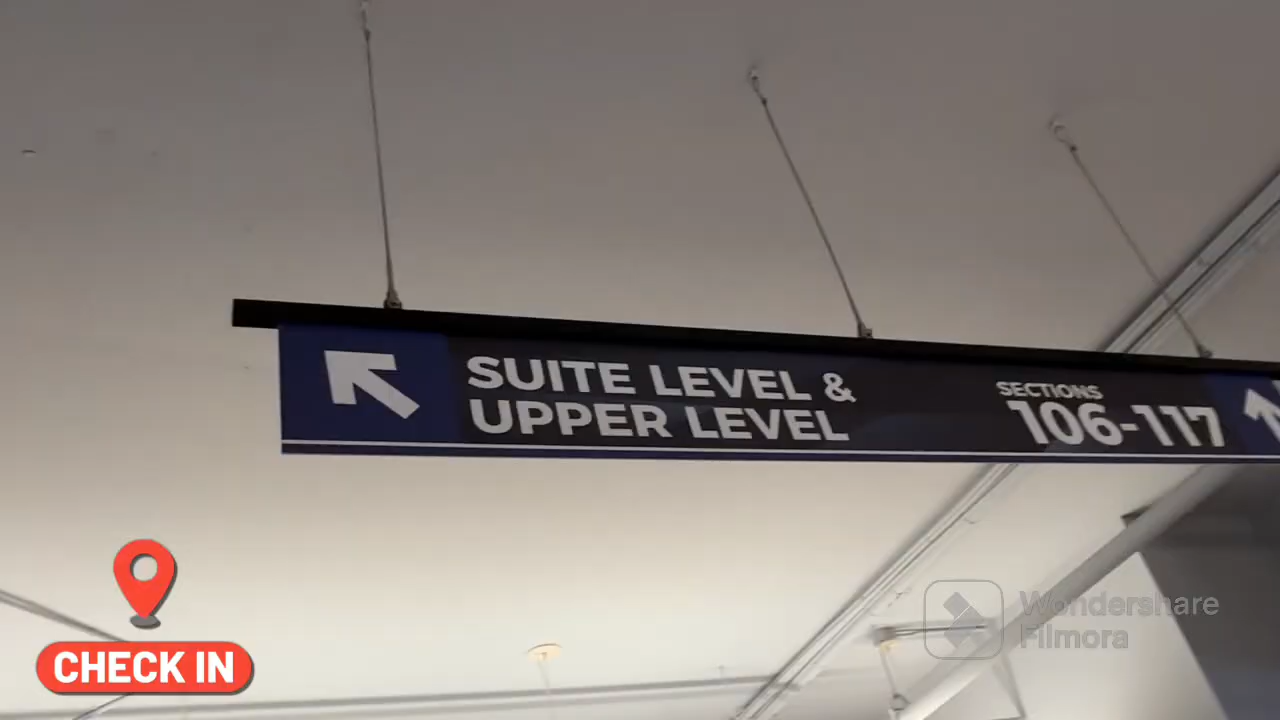 SUITE LEVEL &
UPPER LEVEL
SECTIONS
106-117
CHECK IN
Wondershare
Filmora